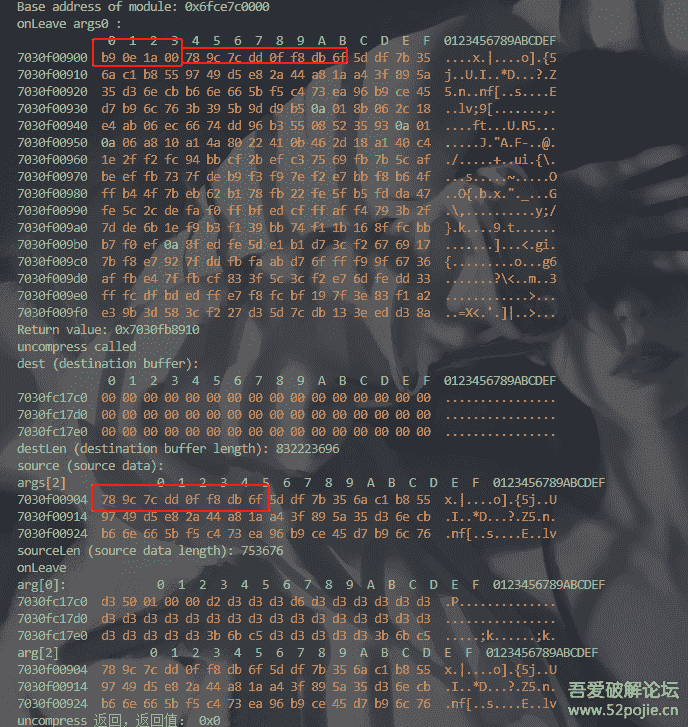 Base address of module: 0x6fce7c0000
onLeave args0 :
0 1 2 3 4 5 6 7 8 9 A B C D E F 0123456789ABCDEF
7030f00900 b9 0e 1a 00 78 9c 7c dd 0f f8 db 6f 5d df 7b 35 ....x.|....o].{5
7030f00910 6a c1 b8 55 97 49 d5 e8 2a 44 a8 1a a4 3f 89 5a j..U.I..*D...?.Z
7030f00920 35 d3 6e cb b6 6e 66 5b f5 c4 73 ea 96 b9 ce 45 5.n..nf[..s....E
7030f00930 d7 b9 6c 76 3b 39 5b 9d d9 b5 0a 01 8b 06 2c 18 ..lv;9[.......,.
7030f00940 e4 ab 06 ec 66 74 dd 96 b3 55 08 52 35 93 0a 01 ....ft...U.R5...
7030f00950 0a 06 a8 10 a1 4a 80 22 41 0b 46 2d 18 a1 40 c4 .....J."A.F-..@.
7030f00960 1e 2f f2 fc 94 bb cf 2b ef c3 75 69 fb 7b 5c af ./.....+..ui.{\.
7030f00970 be ef fb 73 7f de b9 f3 f9 7e f2 e7 bb f8 b6 4f ...s.....~.....O
7030f00980 ff b4 4f 7b eb 62 b1 78 fb 22 fe 5f b5 fd da 47 ..O{.b.x."._...G
7030f00990 fe 5c 2c de fa f0 ff bf ed cf ff af f4 79 3b 2f .\,..........y;/
7030f009a0 7d de 6b 1e f9 b3 f1 39 bb 74 f1 1b 16 8f fc bb }.k....9.t......
7030f009b0 b7 f0 ef 0a 8f ed fe 5d e1 b1 d7 3c f2 67 69 17 .......]...<.gi.
7030f009c0 7b f8 e7 92 7f dd fb fa ab d7 6f ff f9 9f 67 36 {.........o...g6
7030f009d0 af fb e4 7f fb cf 83 3f 5c 3c f2 e7 6d fe dd 33 .......?\<..m..3
7030f009e0 ff fc df bd ed ff e7 f8 fc bf 19 7f 3e 83 f1 a2 ............>...
7030f009f0 e3 9b 3d 58 3c f2 27 d3 5d 7c db 13 3e ed d3 8a ..=X<.'.]|..>...
Return value: 0x7030fb8910
uncompress called
dest (destination buffer):
0 1 2 3 4 5 6 7 8 9 A B C D E F 0123456789ABCDEF
7030fc17c0 00 00 00 00 00 00 00 00 00 00 00 00 00 00 00 00 ................
7030fc17d0 00 00 00 00 00 00 00 00 00 00 00 00 00 00 00 00 ................
7030fc17e0 00 00 00 00 00 00 00 00 00 00 00 00 00 00 00 00 ................
destLen (destination buffer length): 832223696
source (source data):
args[2] 0 1 2 3 4 5 6 7 8 9 A B C D E F 0123456789ABCDEF
7030f00904 78 9c 7c dd 0f f8 db 6f 5d df 7b 35 6a c1 b8 55 x.|....o].{5j..U
7030f00914 97 49 d5 e8 2a 44 a8 1a a4 3f 89 5a 35 d3 6e cb .I..*D...?.Z5.n.
7030f00924 b6 6e 66 5b f5 c4 73 ea 96 b9 ce 45 d7 b9 6c 76 .nf[..s....E..lv
sourceLen (source data length): 753676
onLeave
arg[0]: 0 1 2 3 4 5 6 7 8 9 A B C D E F 0123456789ABCDEF
7030fc17c0 d3 50 01 00 00 d2 d3 d3 d3 d6 d3 d3 d3 d3 d3 d3 .P..............
7030fc17d0 d3 d3 d3 d3 d3 d3 d3 d3 d3 d3 d3 d3 d3 d3 d3 d3 ................
7030fc17e0 d3 d3 d3 d3 d3 3b 6b c5 d3 d3 d3 d3 d3 3b 6b c5 .....;k......;k.
arg[2] 0 1 2 3 4 5 6 7 8 9 A B C D E F 0123456789ABCDEF
7030f00904 78 9c 7c dd 0f f8 db 6f 5d df 7b 35 6a c1 b8 55 x.|....o].{5j..U
7030f00914 97 49 d5 e8 2a 44 a8 1a a4 3f 89 5a 35 d3 6e cb .I..*D...?.Z5.n.
7030f00924 b6 6e 66 5b f5 c4 73 ea 96 b9 ce 45 d7 b9 6c 76 .nf[..s....E..lv
uncompress 返回，返回值： 0x0
吾爱破解论坛
www.52pojie.cn